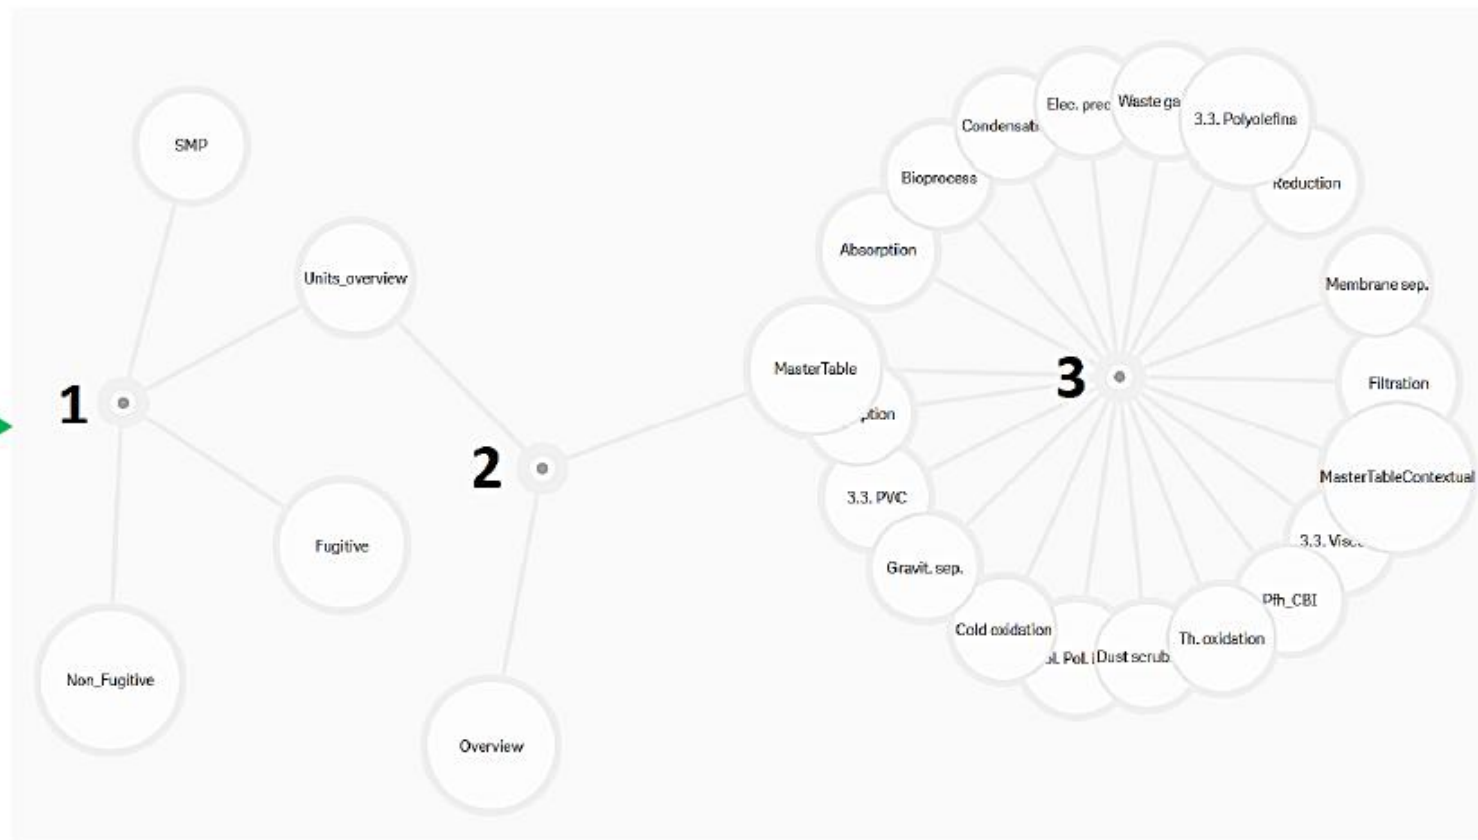 SMP
Units_overview
1
2
Fugitive
Non_Fugitive
Overview
3
MasterTable
Absorption
Bioprocess
Condensati
Elec. prec
Waste ga
3.3. Polyolefins
Reduction
Membrane sep.
Filtration
MasterTableContextual
3.3. Visc
Pfh_CBI
Th. oxidation
Dust scrub
Pol.
Cold oxidation
Gravit. sep.
3.3. PVC
ption